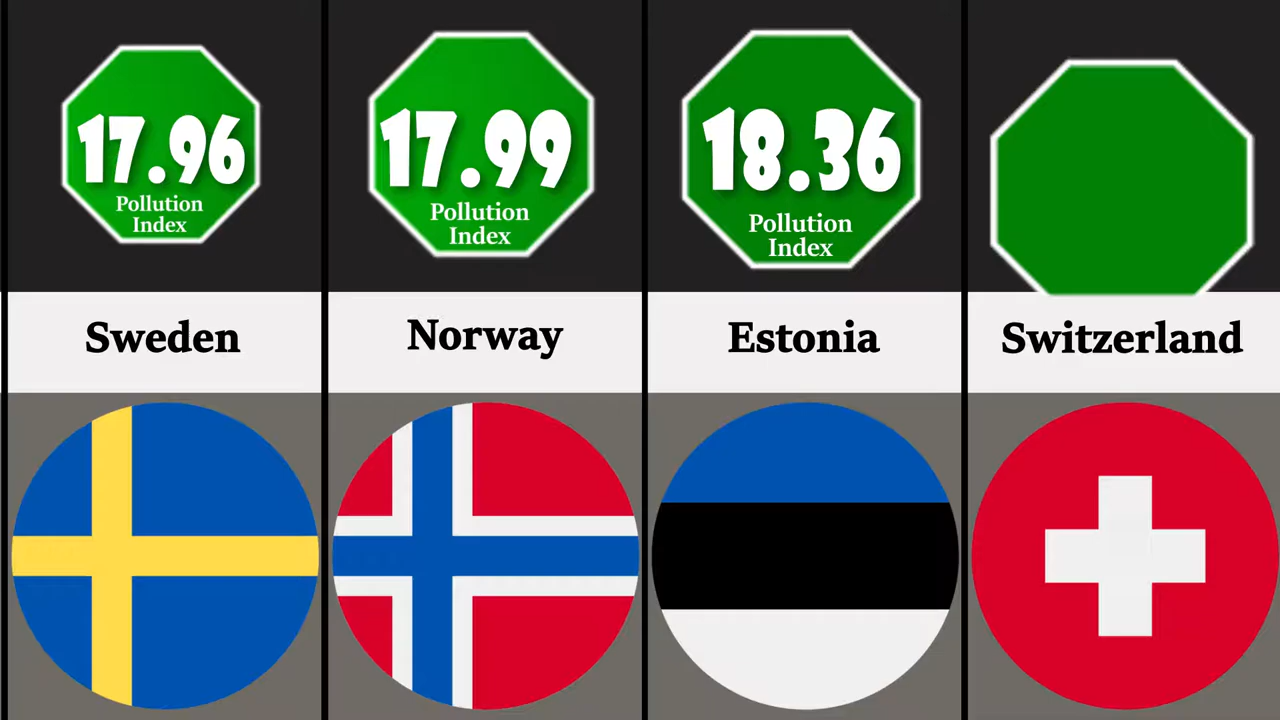 17.96
Pollution
Index
Sweden
17.99
Pollution
Index
Norway
18.36
Pollution
Index
Estonia
Switzerland